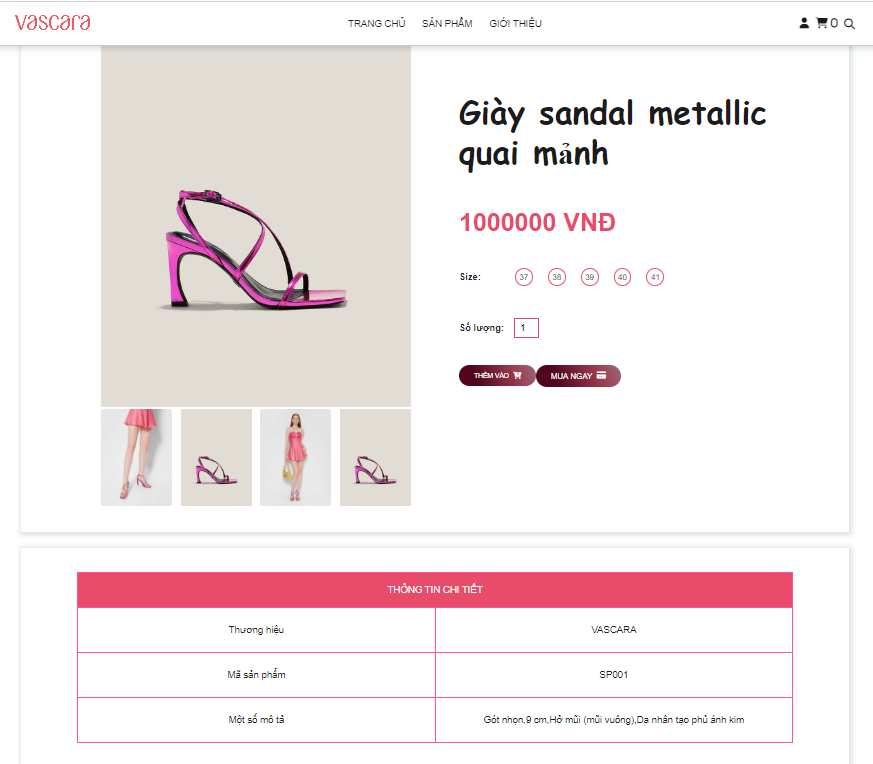 vascara
TRANG CHỦ SẢN PHẨM GIỚI THIỆU 0
Giày sandal metallic
quai mảnh
1000000 VNĐ
Size: 37 38 39 40 41
Số lượng: 1
THÊM VÀO MUA NGAY
THÔNG TIN CHI TIẾT
Thương hiệu VASCARA
Mã sản phẩm SP001
Một số mô tả Gót nhọn,9 cm,Hở mũi (mũi vuông),Da nhân tạo phủ ánh kim